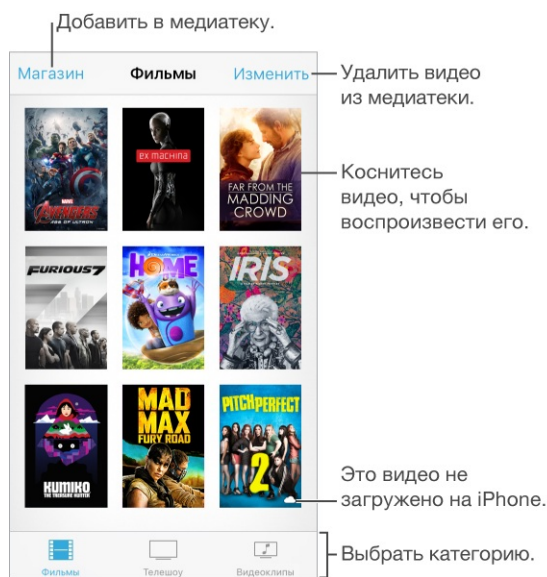 Добавить в медиатеку.
Магазин Фильмы Изменить
Удалить видео
из медиатеки.
MARVEL
AVENGERS
AGE OF ULTRON
ex machina
FAR FROM THE
MADDING
CROWD
Коснитесь
видео, чтобы
воспроизвести его.
FURIOUS 7
HOME
IRIS
KUMIKO
THE TREASURE HUNTER
MAD
MAX
FURY ROAD
PITCH PERFECT
2
Это видео не
загружено на iPhone.
Фильмы Телешоу Видеоклипы
Выбрать категорию.